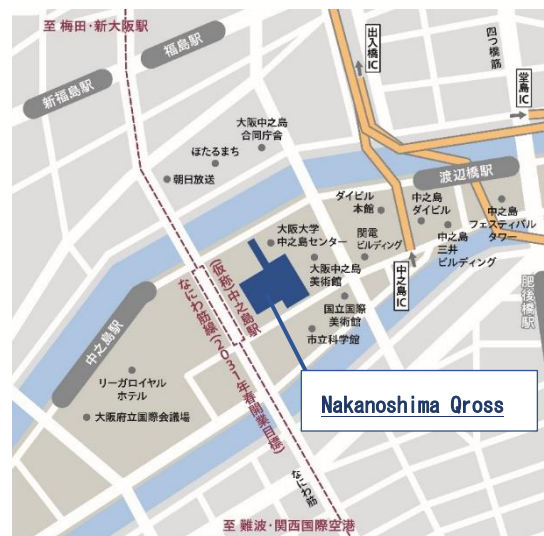 至 梅田・新大阪駅
福島駅
新福島駅
出入橋IC
四つ橋筋
堂島IC
大阪中之島
合同庁舎
ほたるまち
朝日放送
渡辺橋駅
ダイビル
本館
中之島
ダイビル
中之島
フェスティバル
タワー
大阪大学
中之島センター
関電
ビルディング
中之島
三井
ビルディング
大阪中之島
美術館
中之島IC
国立国際
美術館
市立科学館
肥後橋駅
(仮称)中之島駅
なにわ筋線(2031年春開業目標)
中之島駅
リーガロイヤル
ホテル
大阪府立国際会議場
Nakanoshima Qross
なにわ筋
至 難波・関西国際空港